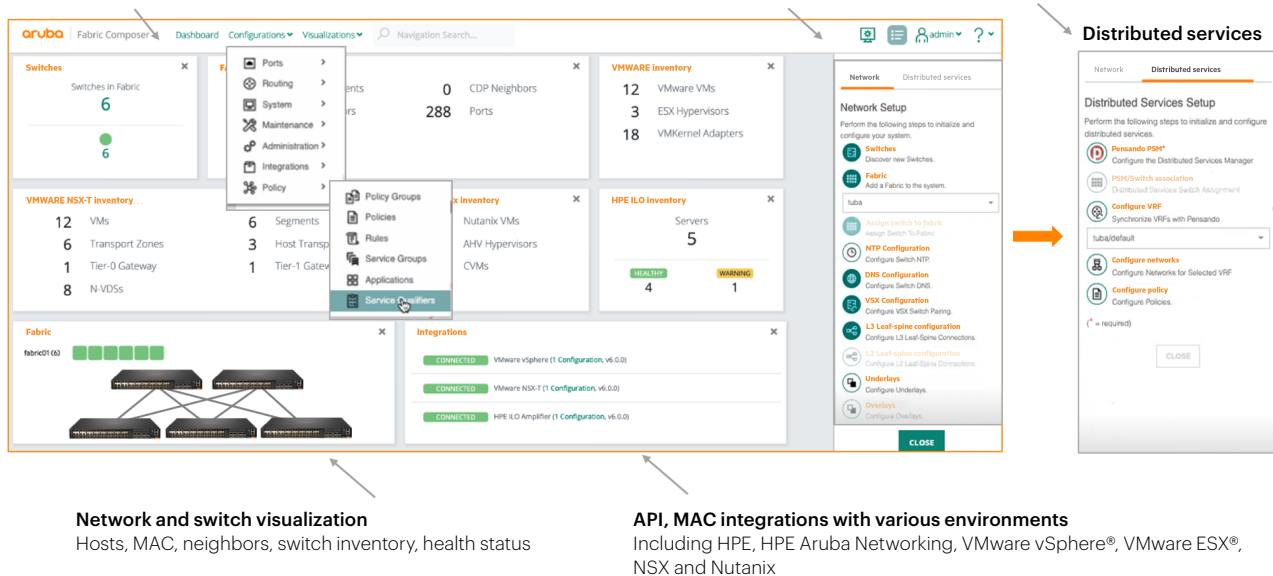 Distributed services
aruba Fabric Composer Dashboard Configurations Visualizations Navigation Search... admin ?
Switches
Switches in Fabric
6
6
Ports
Routing
System
Maintenance
Administration
Integrations
Policy
0 CDP Neighbors
288 Ports
VMWARE inventory
12 VMware VMs
3 ESX Hypervisors
18 VMKernel Adapters
VMWARE NSX-T inventory
12 VMs
6 Transport Zones
1 Tier-0 Gateway
8 N-VDSs
6 Segments
3 Host Transp
1 Tier-1 Gatew
Policy Groups
Policies
Rules
Service Groups
Applications
Service Qualifiers
x inventory
Nutanix VMs
AHV Hypervisors
CVMs
HPE ILO inventory
Servers
5
HEALTHY WARNING
4 1
Fabric
fabric01 (6)
Integrations
CONNECTED VMware vSphere (1 Configuration, v6.0.0)
CONNECTED VMware NSX-T (1 Configuration, v6.0.0)
CONNECTED HPE iLO Amplifier (1 Configuration, v6.0.0)
Network Distributed services
Network Setup
Perform the following steps to initialize and
configure your system.
Switches
Discover new Switches.
Fabric
Add a Fabric to the system.
tuba
Assign switch to fabric
Assign Switch To Fabric
NTP Configuration
Configure Switch NTP.
DNS Configuration
Configure Switch DNS.
VSX Configuration
Configure VSX Switch Pairing.
L3 Leaf-spine configuration
Configure L3 Leaf-Spine Connections.
L2 Leaf-spine configuration
Configure L2 Leaf-Spine Connections.
Underlays
Configure Underlays.
Overlays
Configure Overlays.
CLOSE
Network Distributed services
Distributed Services Setup
Perform the following steps to initialize and configure
distributed services.
Pensando PSM*
Configure the Distributed Services Manager
PSM/Switch association
Distributed Services Switch Assignment
Configure VRF
Synchronize VRFs with Pensando
tuba/default
Configure networks
Configure Networks for Selected VRF
Configure policy
Configure Policies.
(* = required)
CLOSE
Network and switch visualization
Hosts, MAC, neighbors, switch inventory, health status
API, MAC integrations with various environments
Including HPE, HPE Aruba Networking, VMware vSphere®, VMware ESX®,
NSX and Nutanix